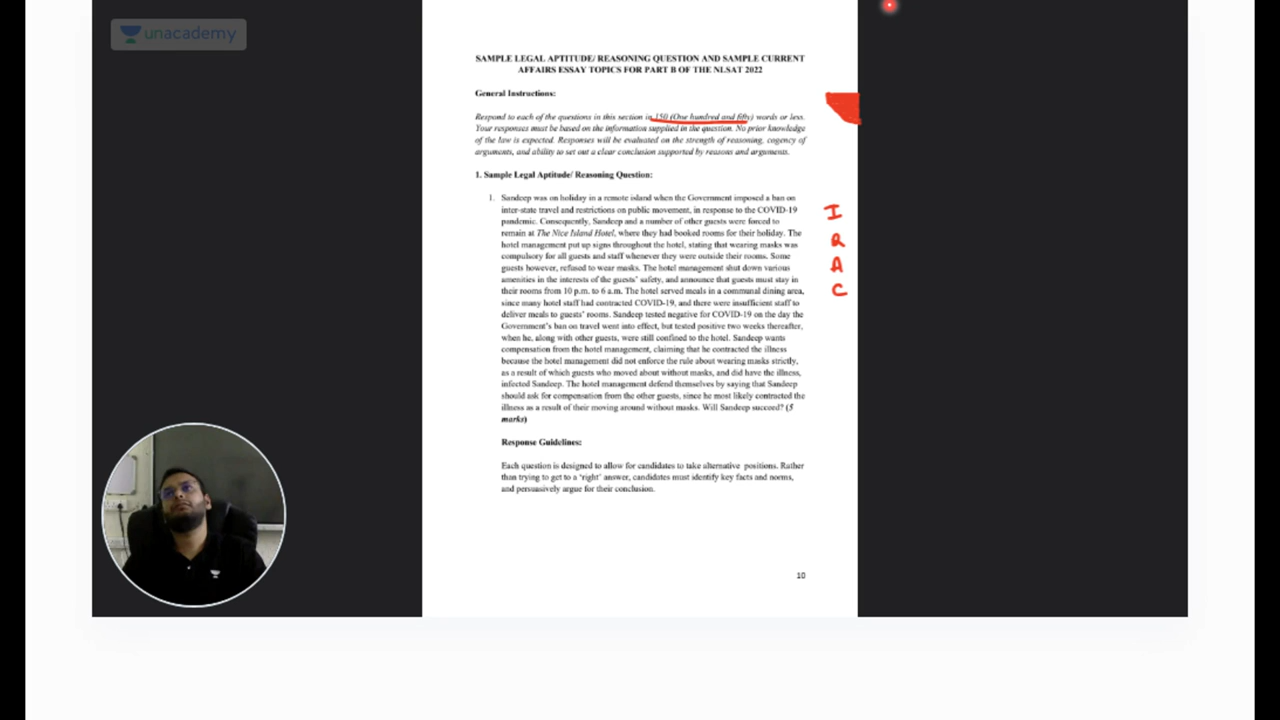 unacademy
SAMPLE LEGAL APTITUDE/ REASONING QUESTION AND SAMPLE CURRENT
AFFAIRS ESSAY TOPICS FOR PART B OF THE NLSAT 2022
General Instructions:
Respond to each of the questions in this section in 150 (One hundred and fifty) words or less.
Your responses must be based on the information supplied in the question. No prior knowledge
of the law is expected. Responses will be evaluated on the strength of reasoning, cogency of
arguments, and ability to set out a clear conclusion supported by reasons and arguments.
1. Sample Legal Aptitude/ Reasoning Question:
1. Sandeep was on holiday in a remote island when the Government imposed a ban on
inter-state travel and restrictions on public movement, in response to the COVID-19
pandemic. Consequently, Sandeep and a number of other guests were forced to
remain at The Nice Island Hotel, where they had booked rooms for their holiday. The
hotel management put up signs throughout the hotel, stating that wearing masks was
compulsory for all guests and staff whenever they were outside their rooms. Some
guests however, refused to wear masks. The hotel management shut down various
amenities in the interests of the guests' safety, and announce that guests must stay in
their rooms from 10 p.m. to 6 a.m. The hotel served meals in a communal dining area,
since many hotel staff had contracted COVID-19, and there were insufficient staff to
deliver meals to guests' rooms. Sandeep tested negative for COVID-19 on the day the
Government's ban on travel went into effect, but tested positive two weeks thereafter,
when he, along with other guests, were still confined to the hotel. Sandeep wants
compensation from the hotel management, claiming that he contracted the illness
because the hotel management did not enforce the rule about wearing masks strictly,
as a result of which guests who moved about without masks, and did have the illness,
infected Sandeep. The hotel management defend themselves by saying that Sandeep
should ask for compensation from the other guests, since he most likely contracted the
illness as a result of their moving around without masks. Will Sandeep succeed? (5
marks)
Response Guidelines:
Each question is designed to allow for candidates to take alternative positions. Rather
than trying to get to a 'right' answer, candidates must identify key facts and norms,
and persuasively argue for their conclusion.
10
I
R
A
C